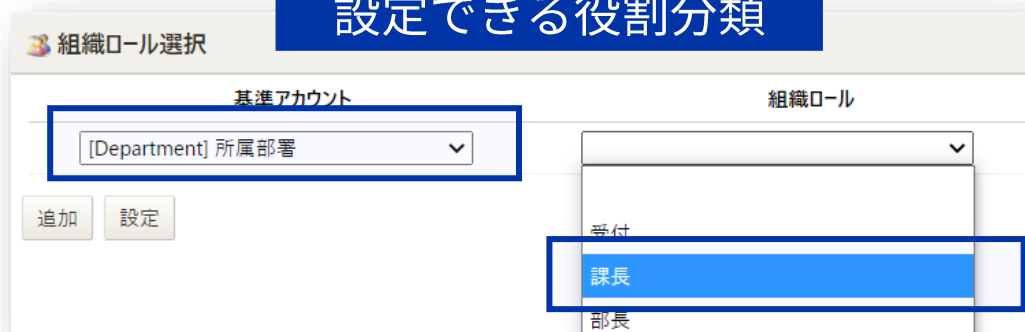 設定できる役割分類
組織ロール選択
基準アカウント
組織ロール
[Department] 所属部署
追加
設定
受付
課長
部長